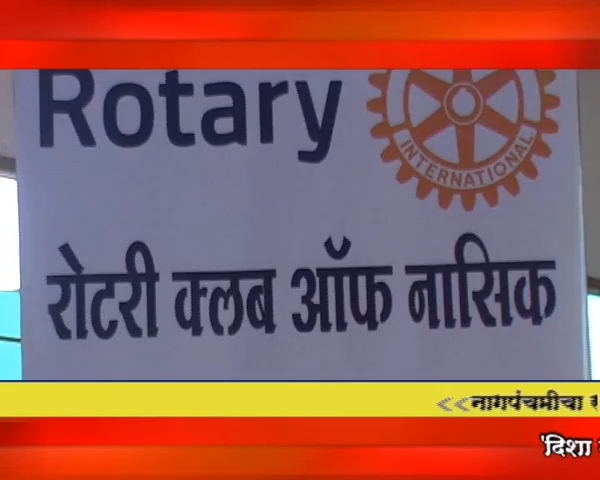 Rotary
INTERNATIONAL
रोटरी क्लब ऑफ नासिक
<<नागपंचमीचा
'दिशा